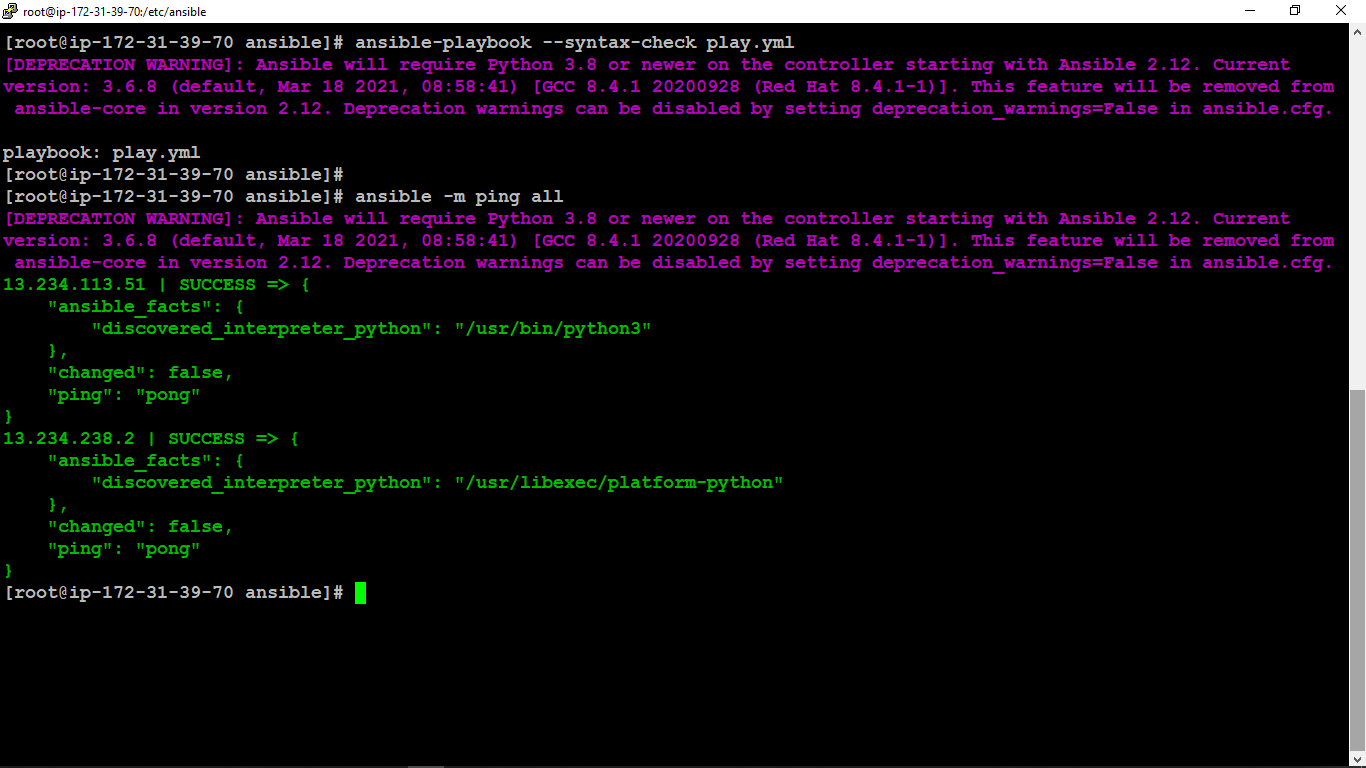 root@ip-172-31-39-70:/etc/ansible
[root@ip-172-31-39-70 ansible]# ansible-playbook --syntax-check play.yml
[DEPRECATION WARNING]: Ansible will require Python 3.8 or newer on the controller starting with Ansible 2.12. Current
version: 3.6.8 (default, Mar 18 2021, 08:58:41) [GCC 8.4.1 20200928 (Red Hat 8.4.1-1)]. This feature will be removed from
 ansible-core in version 2.12. Deprecation warnings can be disabled by setting deprecation_warnings=False in ansible.cfg.
playbook: play.yml
[root@ip-172-31-39-70 ansible]#
[root@ip-172-31-39-70 ansible]# ansible -m ping all
[DEPRECATION WARNING]: Ansible will require Python 3.8 or newer on the controller starting with Ansible 2.12. Current
version: 3.6.8 (default, Mar 18 2021, 08:58:41) [GCC 8.4.1 20200928 (Red Hat 8.4.1-1)]. This feature will be removed from
 ansible-core in version 2.12. Deprecation warnings can be disabled by setting deprecation_warnings=False in ansible.cfg.
13.234.113.51 | SUCCESS => {
    "ansible_facts": {
        "discovered_interpreter_python": "/usr/bin/python3"
    },
    "changed": false,
    "ping": "pong"
}
13.234.238.2 | SUCCESS => {
    "ansible_facts": {
        "discovered_interpreter_python": "/usr/libexec/platform-python"
    },
    "changed": false,
    "ping": "pong"
}
[root@ip-172-31-39-70 ansible]#